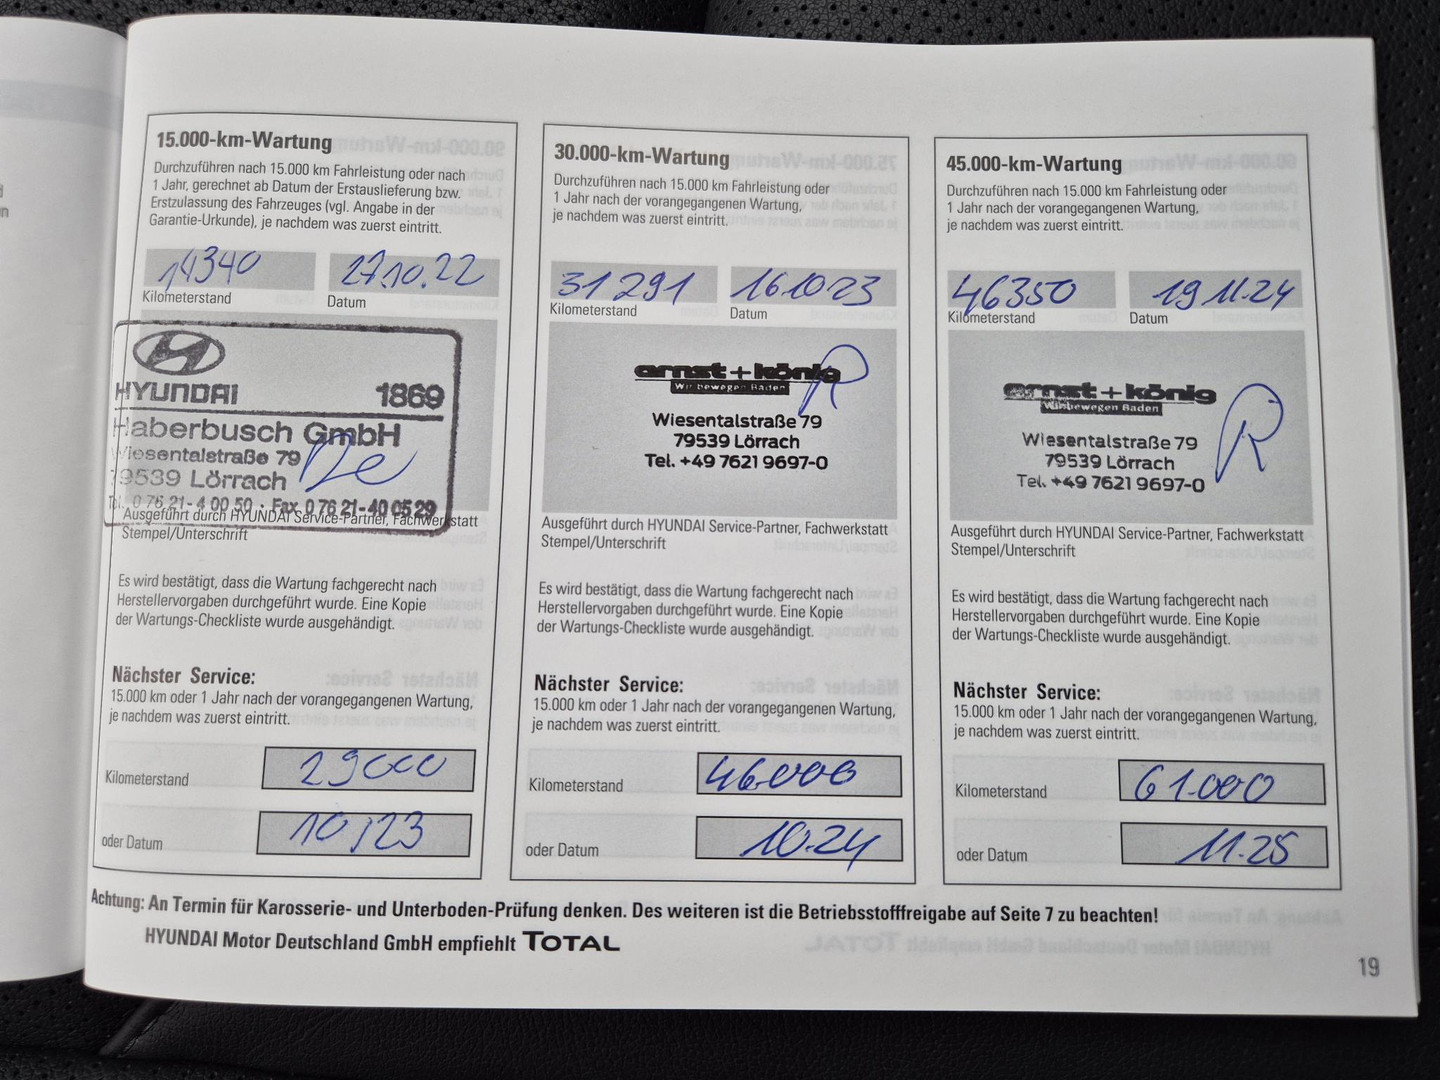 15.000-km-Wartung
Durchzuführen nach 15.000 km Fahrleistung oder nach
1 Jahr, gerechnet ab Datum der Erstauslieferung bzw.
Erstzulassung des Fahrzeuges (vgl. Angabe in der
Garantie-Urkunde), je nachdem was zuerst eintritt.
14340 27.10.22
Kilometerstand Datum
HYUNDAI 1869
Haberbusch GmbH
Wiesentalstraße 79
79539 Lörrach
Tel. 0 76 21-4 00 50 · Fax 0 76 21-40 05 29
Ausgeführt durch HYUNDAI Service-Partner, Fachwerkstatt
Stempel/Unterschrift
Es wird bestätigt, dass die Wartung fachgerecht nach
Herstellervorgaben durchgeführt wurde. Eine Kopie
der Wartungs-Checkliste wurde ausgehändigt.
Nächster Service:
15.000 km oder 1 Jahr nach der vorangegangenen Wartung,
je nachdem was zuerst eintritt.
Kilometerstand 29000
oder Datum 10/23
30.000-km-Wartung
Durchzuführen nach 15.000 km Fahrleistung oder
1 Jahr nach der vorangegangenen Wartung,
je nachdem was zuerst eintritt.
31291 16.10.23
Kilometerstand Datum
ernst+könig
Wir bewegen Baden
Wiesentalstraße 79
79539 Lörrach
Tel. +49 7621 9697-0
Ausgeführt durch HYUNDAI Service-Partner, Fachwerkstatt
Stempel/Unterschrift
Es wird bestätigt, dass die Wartung fachgerecht nach
Herstellervorgaben durchgeführt wurde. Eine Kopie
der Wartungs-Checkliste wurde ausgehändigt.
Nächster Service:
15.000 km oder 1 Jahr nach der vorangegangenen Wartung,
je nachdem was zuerst eintritt.
Kilometerstand 46.000
oder Datum 10.24
45.000-km-Wartung
Durchzuführen nach 15.000 km Fahrleistung oder
1 Jahr nach der vorangegangenen Wartung,
je nachdem was zuerst eintritt.
46350 19.11.24
Kilometerstand Datum
ernst+könig
Wir bewegen Baden
Wiesentalstraße 79
79539 Lörrach
Tel. +49 7621 9697-0
Ausgeführt durch HYUNDAI Service-Partner, Fachwerkstatt
Stempel/Unterschrift
Es wird bestätigt, dass die Wartung fachgerecht nach
Herstellervorgaben durchgeführt wurde. Eine Kopie
der Wartungs-Checkliste wurde ausgehändigt.
Nächster Service:
15.000 km oder 1 Jahr nach der vorangegangenen Wartung,
je nachdem was zuerst eintritt.
Kilometerstand 61.000
oder Datum 11.25
Achtung: An Termin für Karosserie- und Unterboden-Prüfung denken. Des weiteren ist die Betriebsstofffreigabe auf Seite 7 zu beachten!
HYUNDAI Motor Deutschland GmbH empfiehlt TOTAL
19